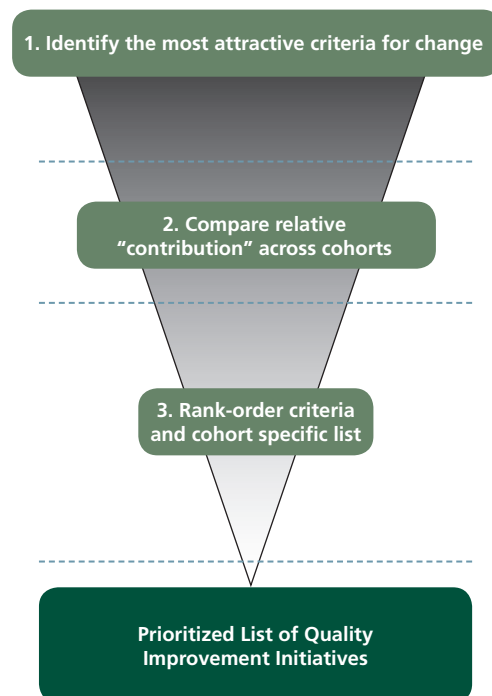 1. Identify the most attractive criteria for change
2. Compare relative
“contribution” across cohorts
3. Rank-order criteria
and cohort specific list
Prioritized List of Quality
Improvement Initiatives